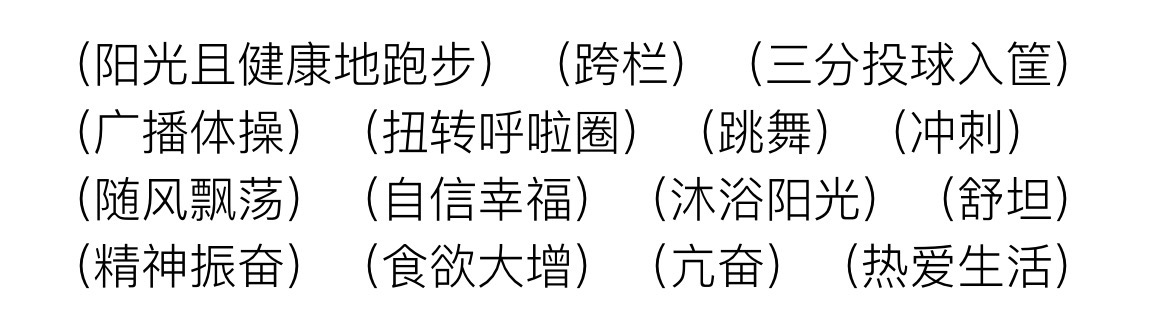 （阳光且健康地跑步）（跨栏）（三分投球入筐）
（广播体操）（扭转呼啦圈）（跳舞）（冲刺）
（随风飘荡）（自信幸福）（沐浴阳光）（舒坦）
（精神振奋）（食欲大增）（亢奋）（热爱生活）